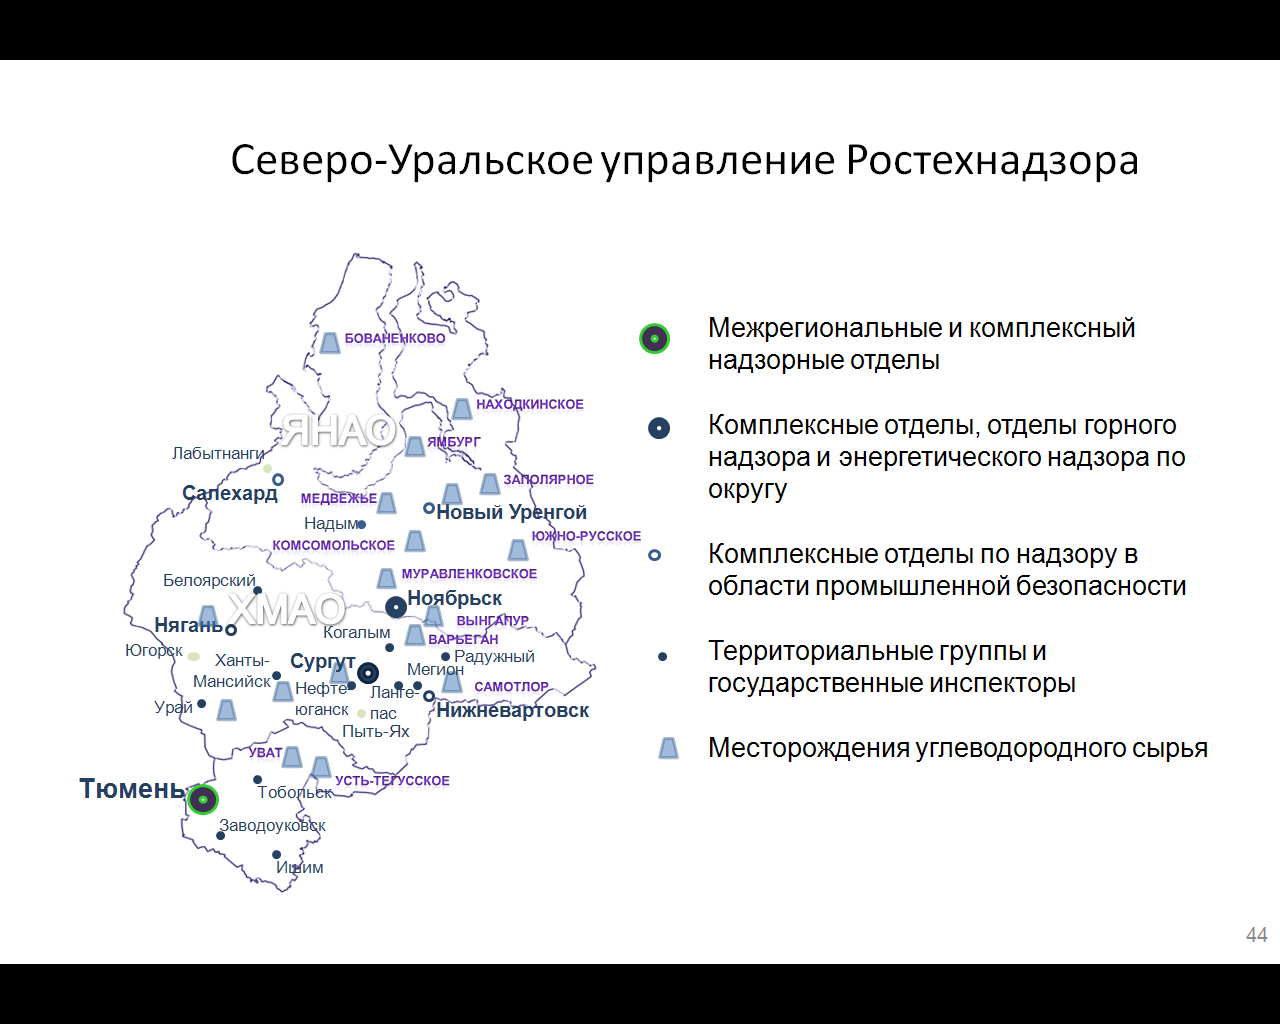 Северо-Уральское управление Ростехнадзора
БОВАНЕНКОВО
НАХОДКИНСКОЕ
ЯНАО
ЯМБУРГ
Лабытнанги
Салехард
ЗАПОЛЯРНОЕ
МЕДВЕЖЬЕ
Новый Уренгой
Надым
ЮЖНО-РУССКОЕ
КОМСОМОЛЬСКОЕ
МУРАВЛЕНКОВСКОЕ
Белоярский
Ноябрьск
ХМАО
ВЫНГАПУР
Нягань
Когалым
ВАРЬЕГАН
Югорск
Радужный
Ханты-
Мансийск
Сургут
Мегион
САМОТЛОР
Нефте-
юганск
Ланге-
пас
Урай
Нижневартовск
Пыть-Ях
УВАТ
УСТЬ-ТЕГУССКОЕ
Тюмень
Тобольск
Заводоуковск
Ишим
Межрегиональные и комплексный
надзорные отделы
Комплексные отделы, отделы горного
надзора и энергетического надзора по
округу
Комплексные отделы по надзору в
области промышленной безопасности
Территориальные группы и
государственные инспекторы
Месторождения углеводородного сырья
44